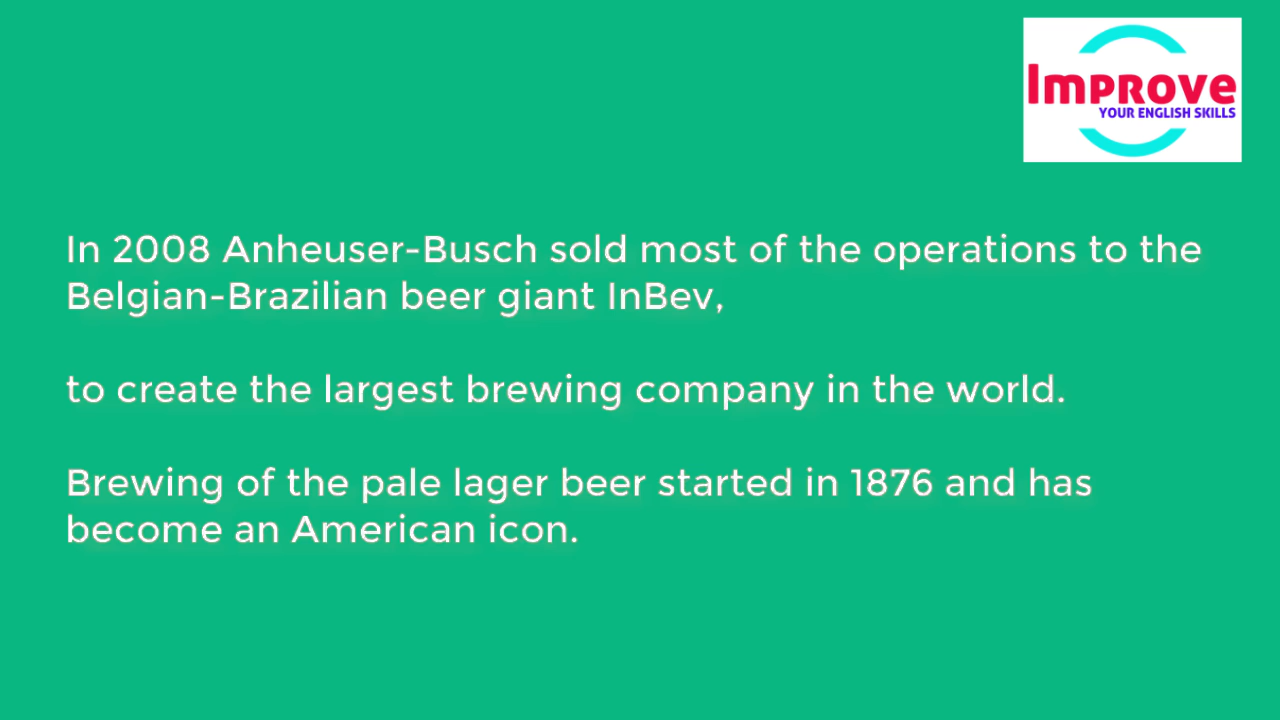 Improve
YOUR ENGLISH SKILLS
In 2008 Anheuser-Busch sold most of the operations to the
Belgian-Brazilian beer giant InBev,
to create the largest brewing company in the world.
Brewing of the pale lager beer started in 1876 and has
become an American icon.